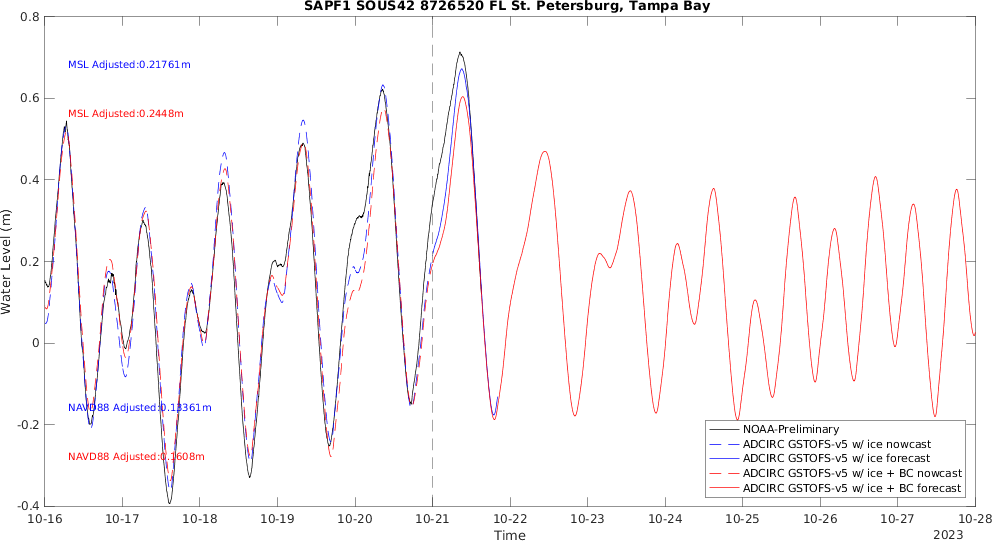 SAPF1 SOUS42 8726520 FL St. Petersburg, Tampa Bay
0.8
0.6
0.4
0.2
0
-0.2
-0.4
Water Level (m)
MSL Adjusted:0.21761m
MSL Adjusted:0.2448m
NAVD88 Adjusted:0.13361m
NAVD88 Adjusted:0.1608m
NOAA-Preliminary
ADCIRC GSTOFS-v5 w/ ice nowcast
ADCIRC GSTOFS-v5 w/ ice forecast
ADCIRC GSTOFS-v5 w/ ice + BC nowcast
ADCIRC GSTOFS-v5 w/ ice + BC forecast
10-16 10-17 10-18 10-19 10-20 10-21 10-22 10-23 10-24 10-25 10-26 10-27 10-28
Time
2023